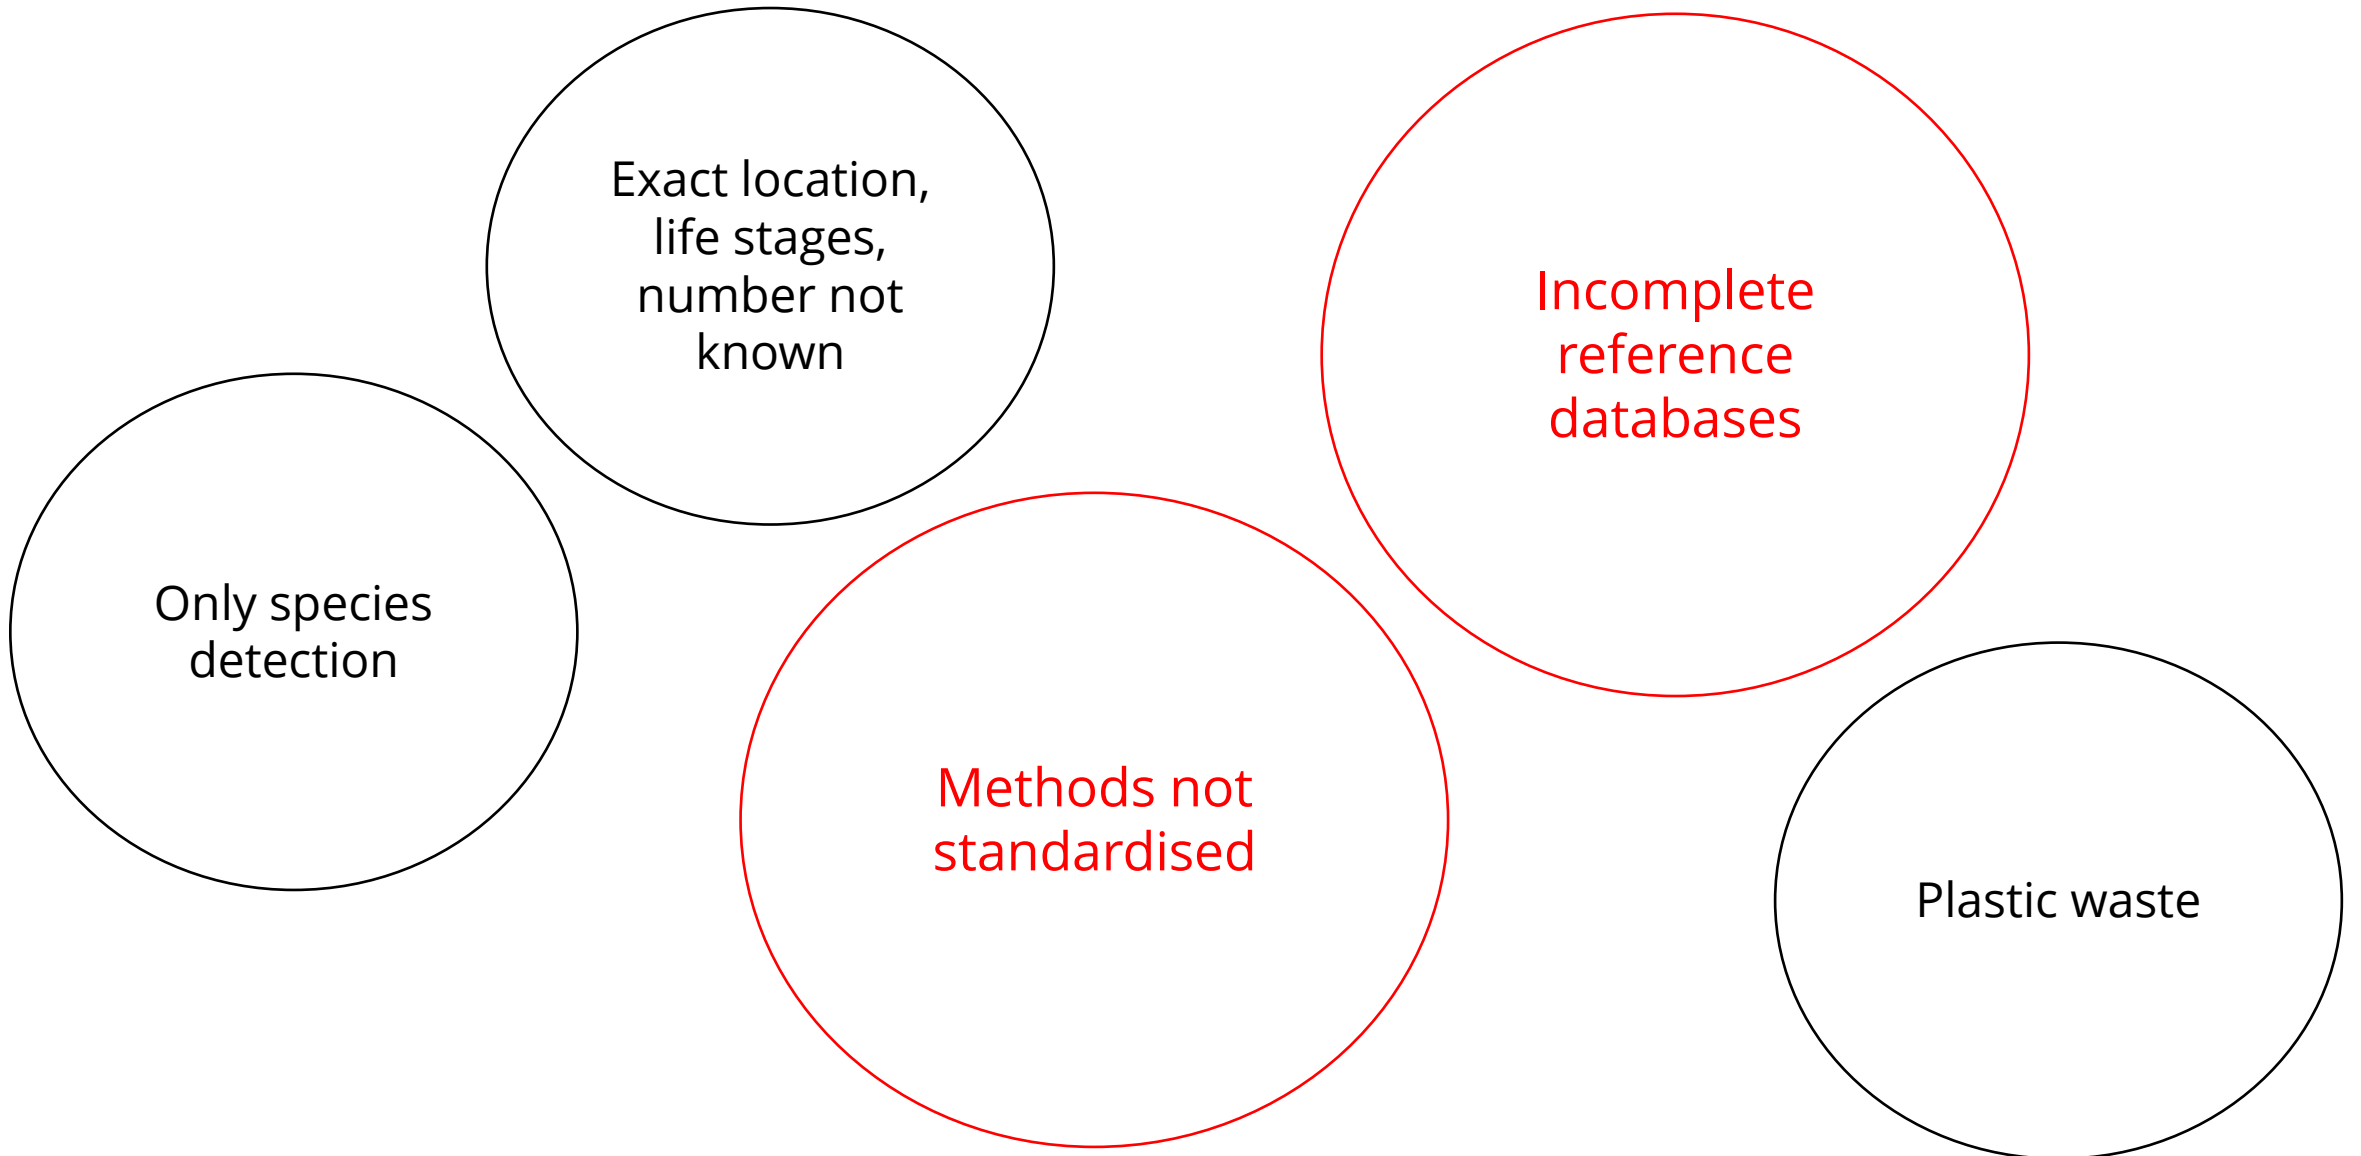 Exact location,
life stages,
number not
known
Incomplete
reference
databases
Only species
detection
Methods not
standardised
Plastic waste